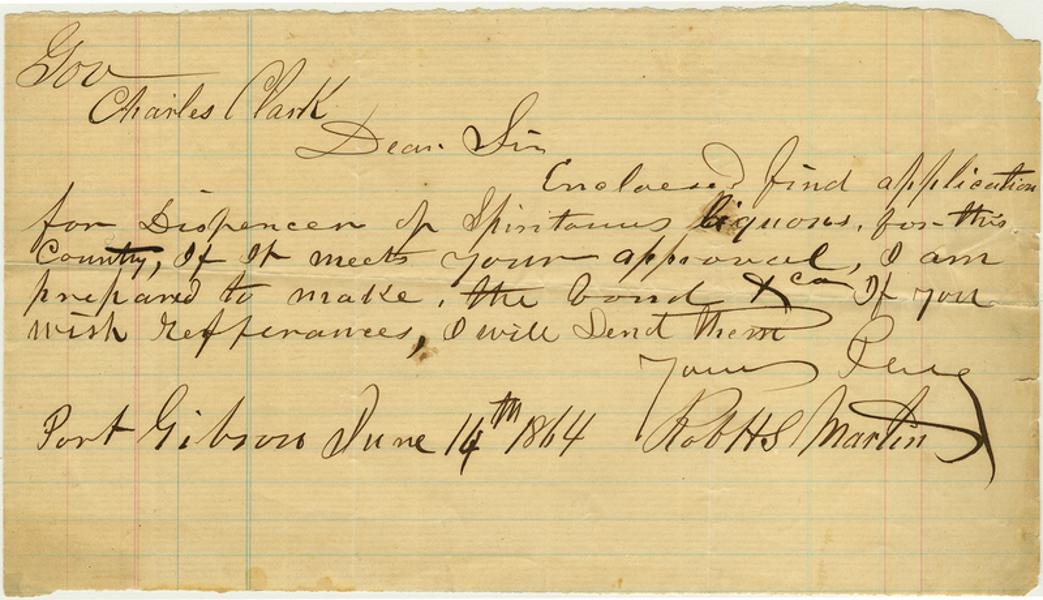 Gov
Charles Clark
Dear Sir
Enclosed find application
for Dispencer of Spiritous liquors, for this
County, If It meets your approval, I am
prepared to make, the bond &ca If you
wish refferances, I will Send them
Yours
Port Gibson June 14th 1864 Rob H S Martin